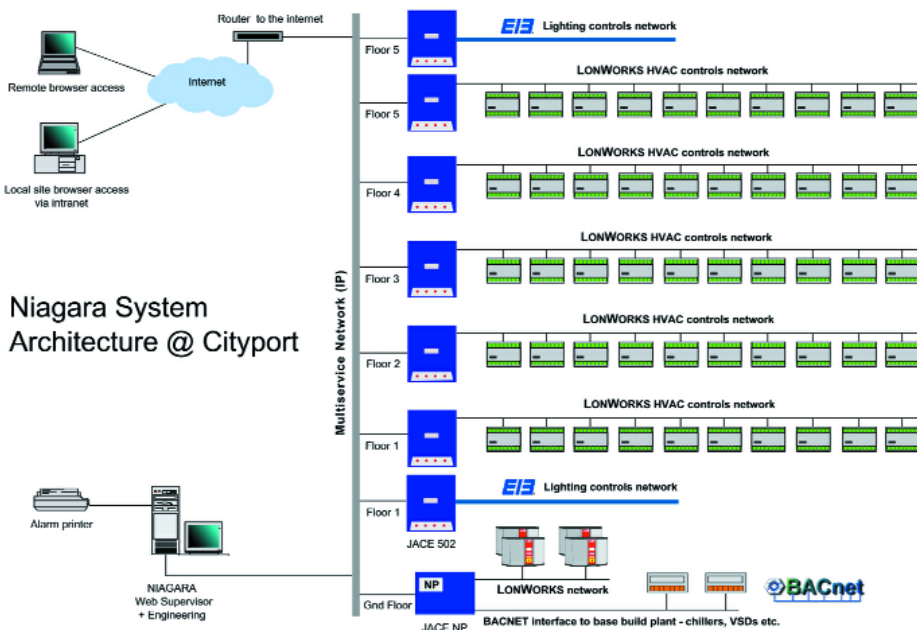 Router to the internet
Internet
Remote browser access
Local site browser access
via intranet
Niagara System
Architecture @ Cityport
Alarm printer
NIAGARA
Web Supervisor
+ Engineering
Multiservice Network (IP)
Floor 5
EIB Lighting controls network
Floor 5
LONWORKS HVAC controls network
Floor 4
LONWORKS HVAC controls network
Floor 3
LONWORKS HVAC controls network
Floor 2
LONWORKS HVAC controls network
Floor 1
LONWORKS HVAC controls network
Floor 1
EIB Lighting controls network
JACE 502
Gnd Floor
NP
JACE NP
LONWORKS network
BACnet
BACNET interface to base build plant - chillers, VSDs etc.